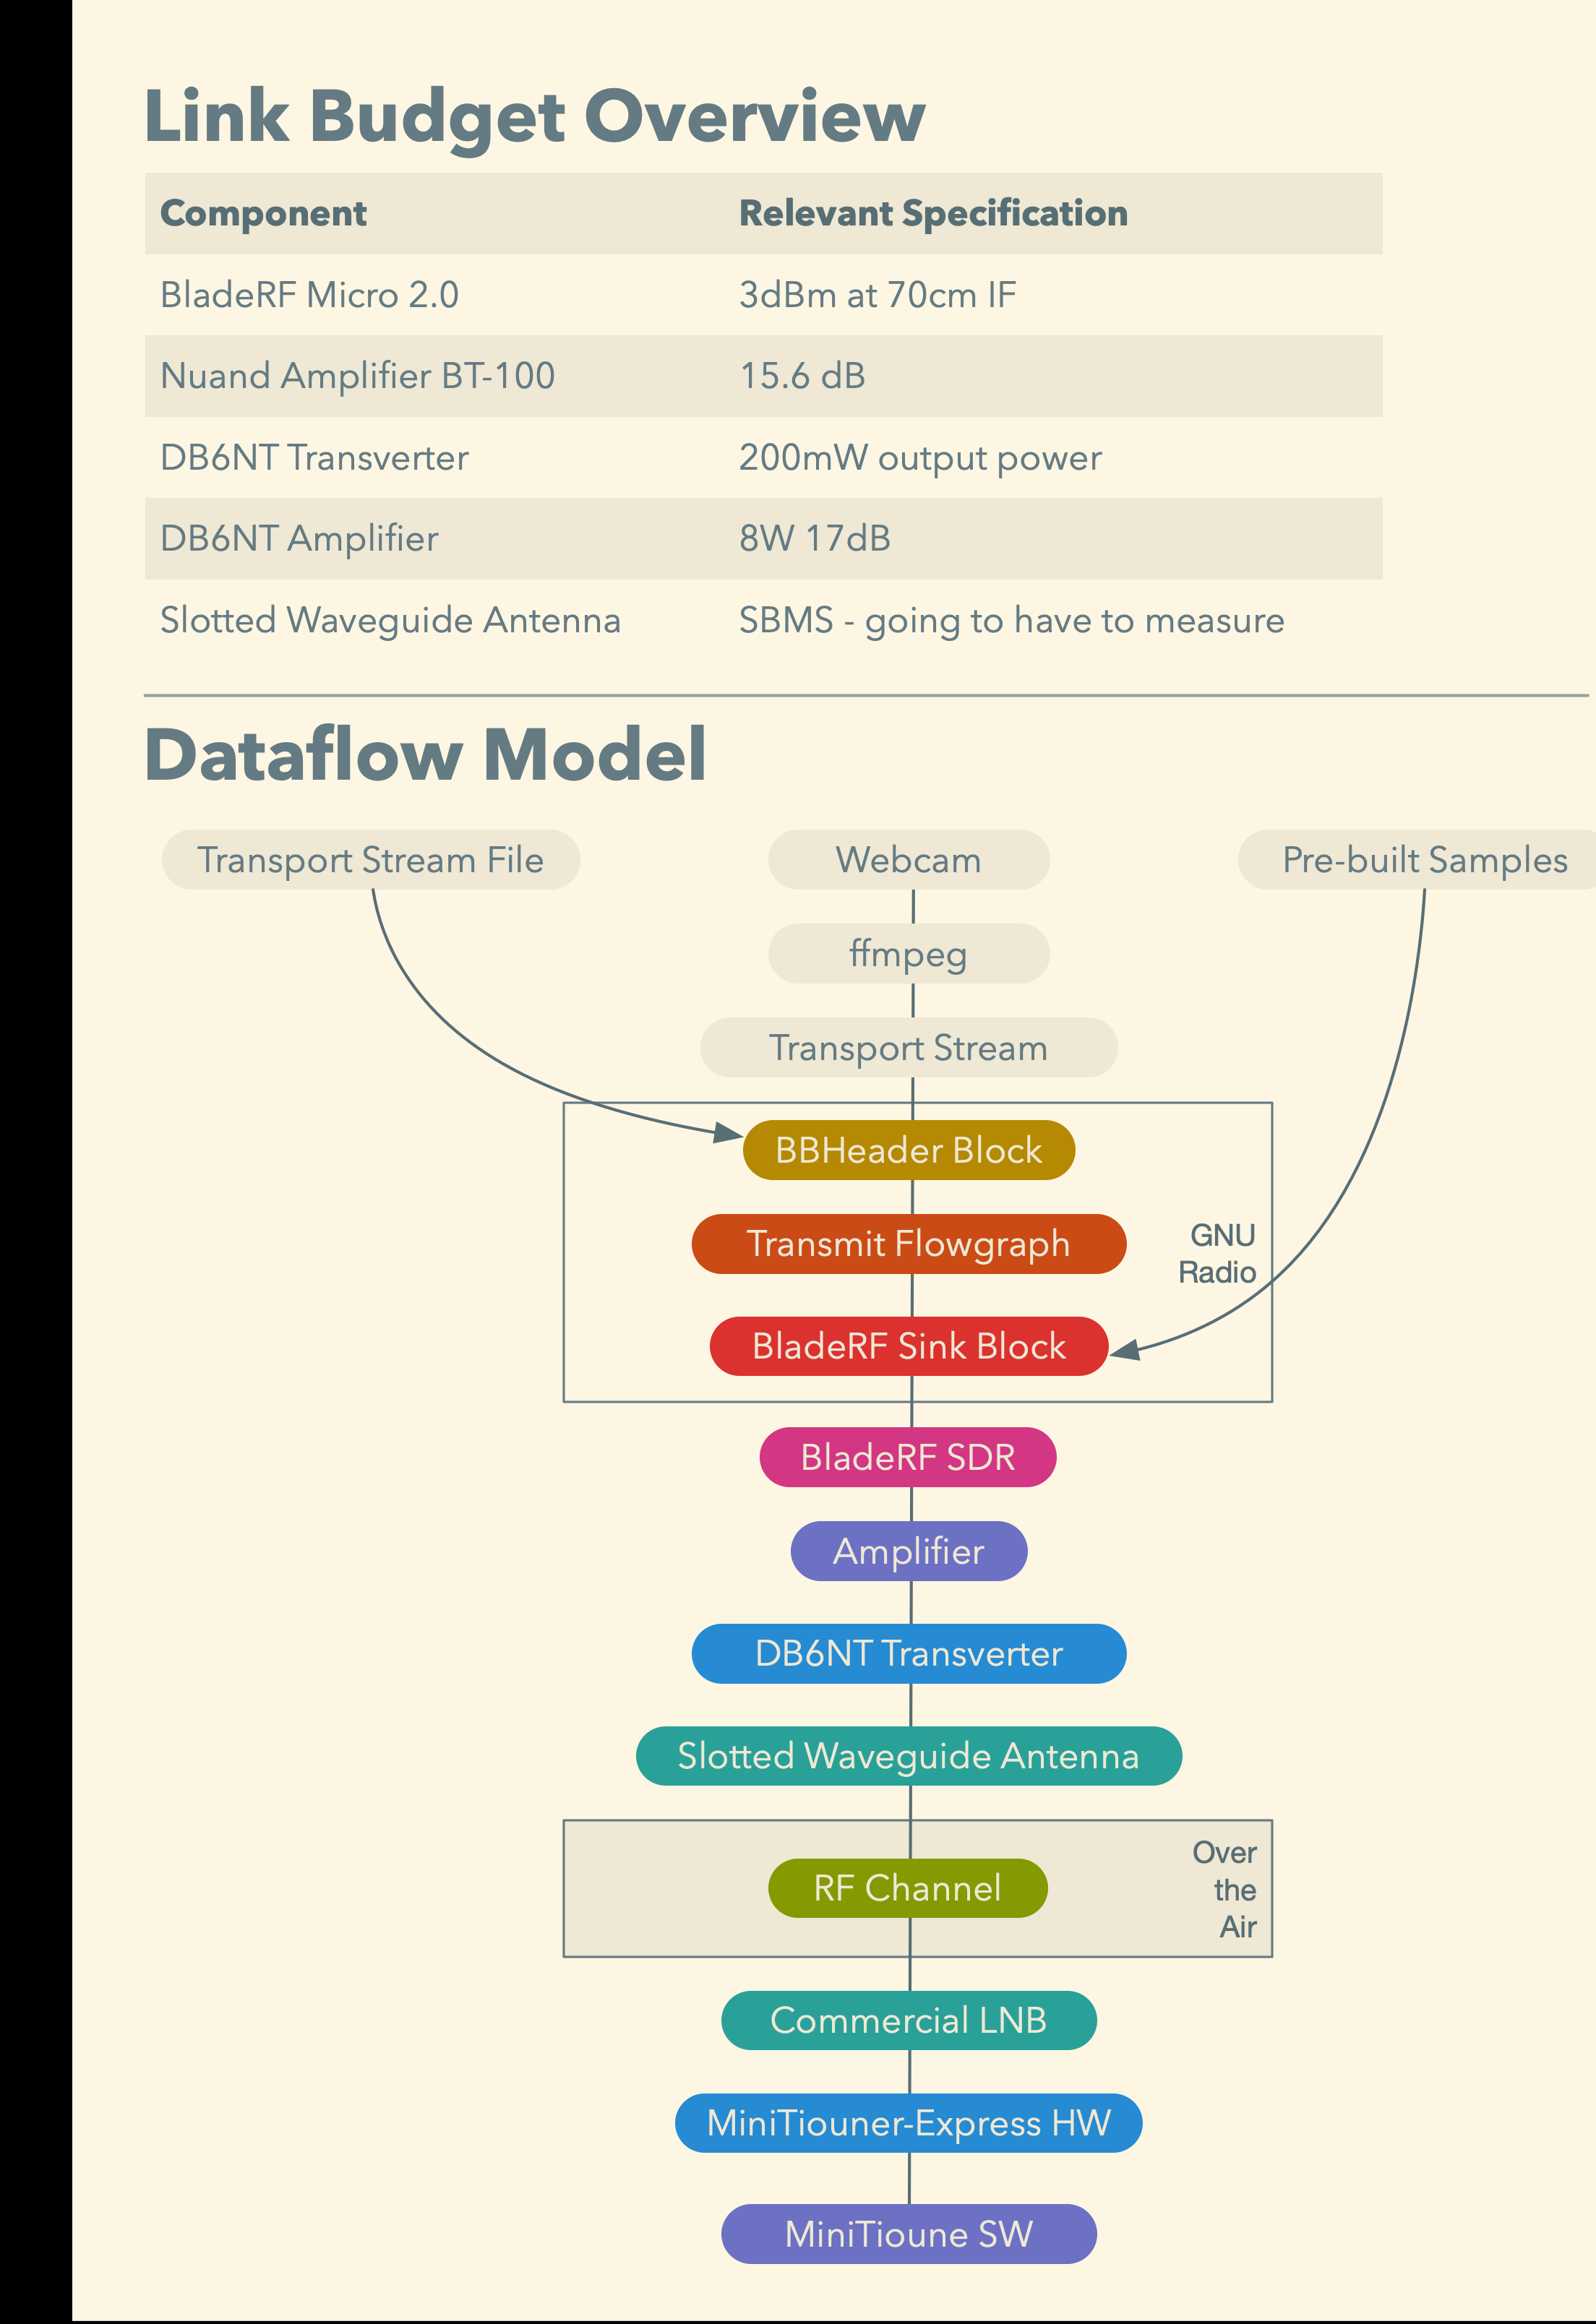 Link Budget Overview
Component Relevant Specification
BladeRF Micro 2.0 3dBm at 70cm IF
Nuand Amplifier BT-100 15.6 dB
DB6NT Transverter 200mW output power
DB6NT Amplifier 8W 17dB
Slotted Waveguide Antenna SBMS - going to have to measure
Dataflow Model
Transport Stream File Webcam Pre-built Samples
ffmpeg
Transport Stream
BBHeader Block
Transmit Flowgraph
GNU
Radio
BladeRF Sink Block
BladeRF SDR
Amplifier
DB6NT Transverter
Slotted Waveguide Antenna
RF Channel
Over
the
Air
Commercial LNB
MiniTiouner-Express HW
MiniTioune SW